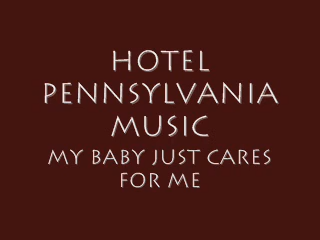 HOTEL
PENNSYLVANIA
MUSIC
MY BABY JUST CARES
FOR ME